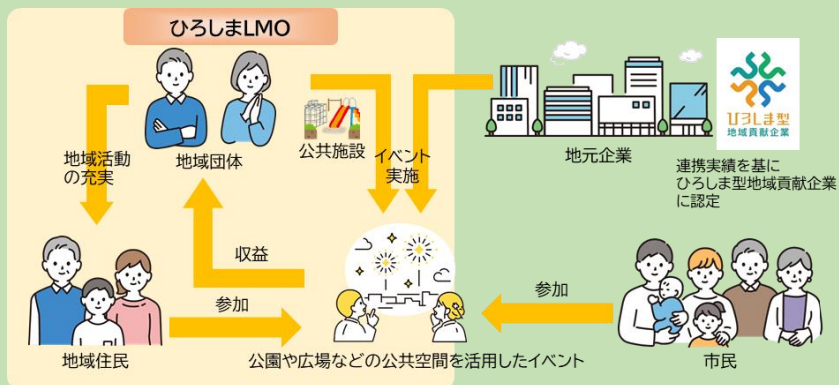 ひろしまLMO
地域団体
公共施設
イベント
実施
地域活動
の充実
地元企業
ひろしま型
地域貢献企業
連携実績を基に
ひろしま型地域貢献企業
に認定
収益
参加
参加
地域住民
公園や広場などの公共空間を活用したイベント
市民